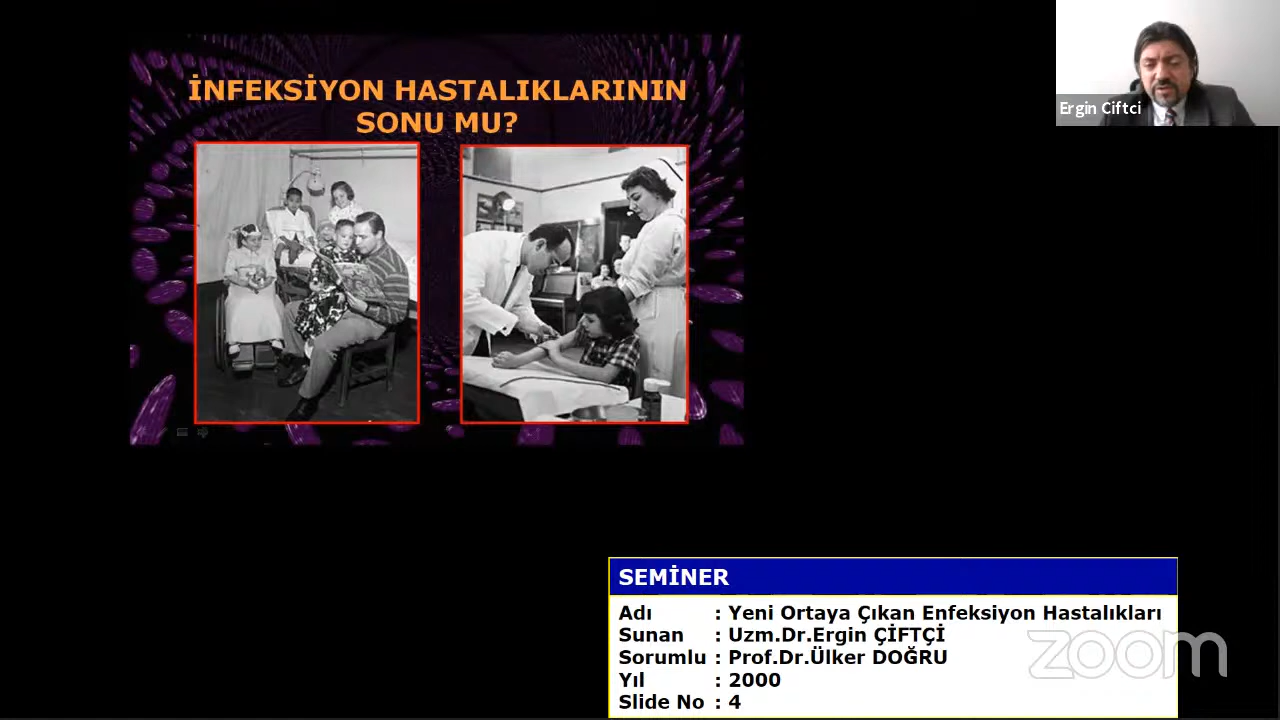 İNFEKSİYON HASTALIKLARININ
SONU MU?
Ergin Ciftci
SEMİNER
Adı : Yeni Ortaya Çıkan Enfeksiyon Hastalıkları
Sunan : Uzm.Dr.Ergin ÇİFTÇİ
Sorumlu : Prof.Dr.Ülker DOĞRU
Yıl : 2000
Slide No : 4
zoom